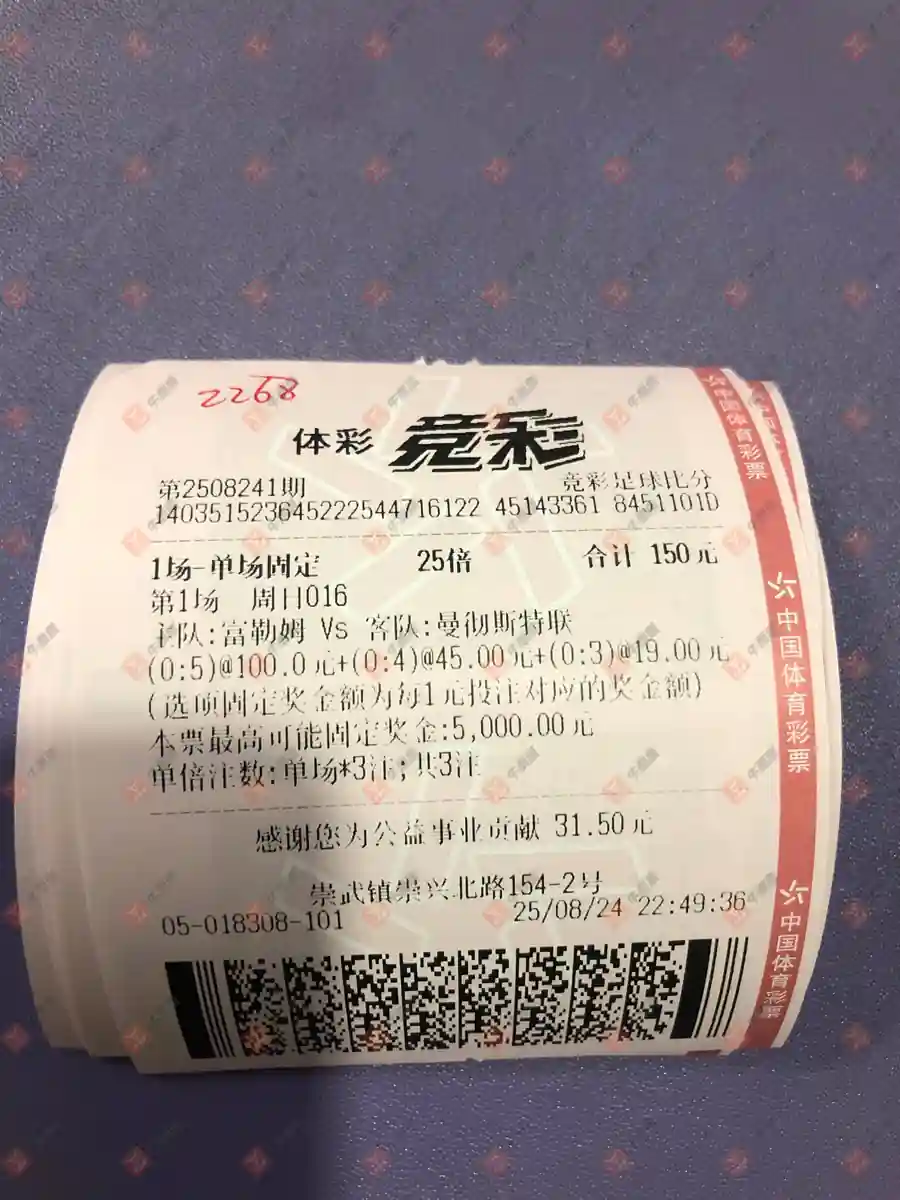 2268
体彩 竞彩
第2508241期 竞彩足球比分
140351523645222544716122 45143361 8451101D
1场-单场固定 25倍 合计 150元
第1场 周日016
主队:富勒姆 Vs 客队:曼彻斯特联
(0:5)@100.0元+(0:4)@45.00元+(0:3)@19.00元
(选项固定奖金额为每1元投注对应的奖金额)
本票最高可能固定奖金:5,000.00元
单倍注数:单场*3注;共3注
感谢您为公益事业贡献 31.50元
崇武镇崇兴北路154-2号
05-018308-101 25/08/24 22:49:36
中国体育彩票
中国体育彩票
中国体育彩票